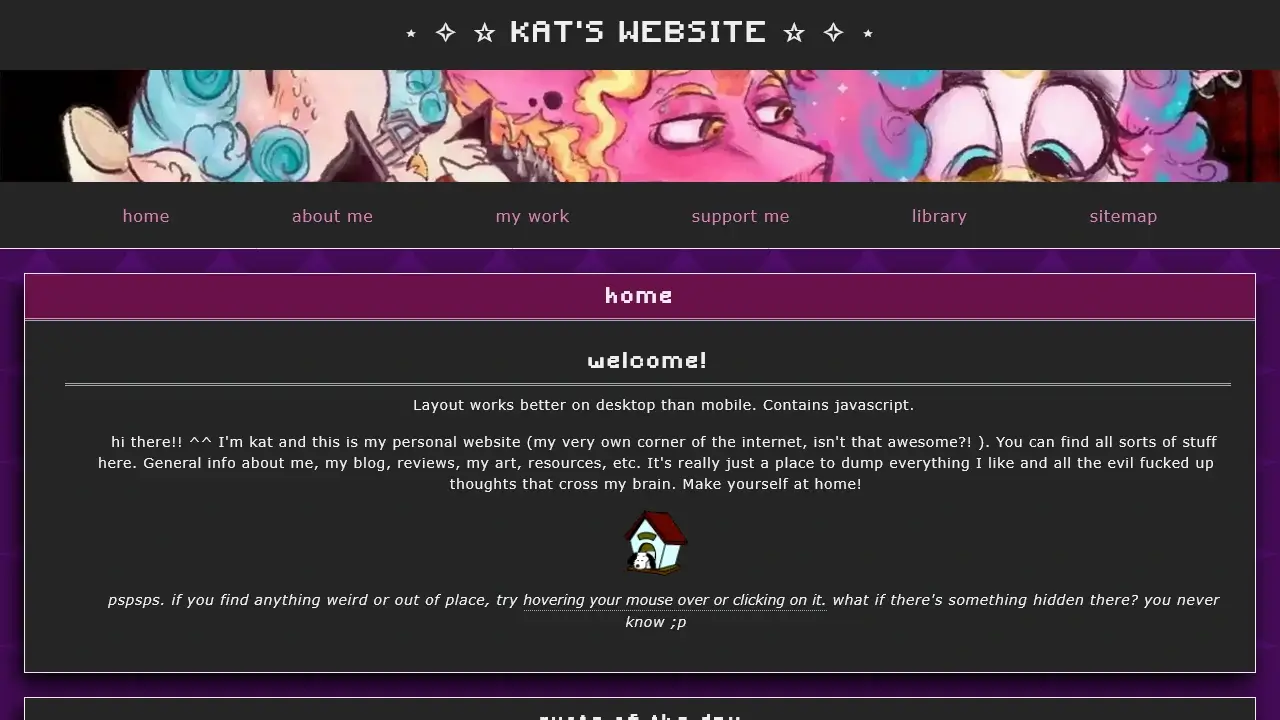 ⋆ ✧ ☆ KAT'S WEBSITE ☆ ✧ ⋆
home about me my work support me library sitemap
home
welcome!
Layout works better on desktop than mobile. Contains javascript.
hi there!! ^^ I'm kat and this is my personal website (my very own corner of the internet, isn't that awesome?! ). You can find all sorts of stuff
here. General info about me, my blog, reviews, my art, resources, etc. It's really just a place to dump everything I like and all the evil fucked up
thoughts that cross my brain. Make yourself at home!
pspsps. if you find anything weird or out of place, try hovering your mouse over or clicking on it. what if there's something hidden there? you never
know ;p